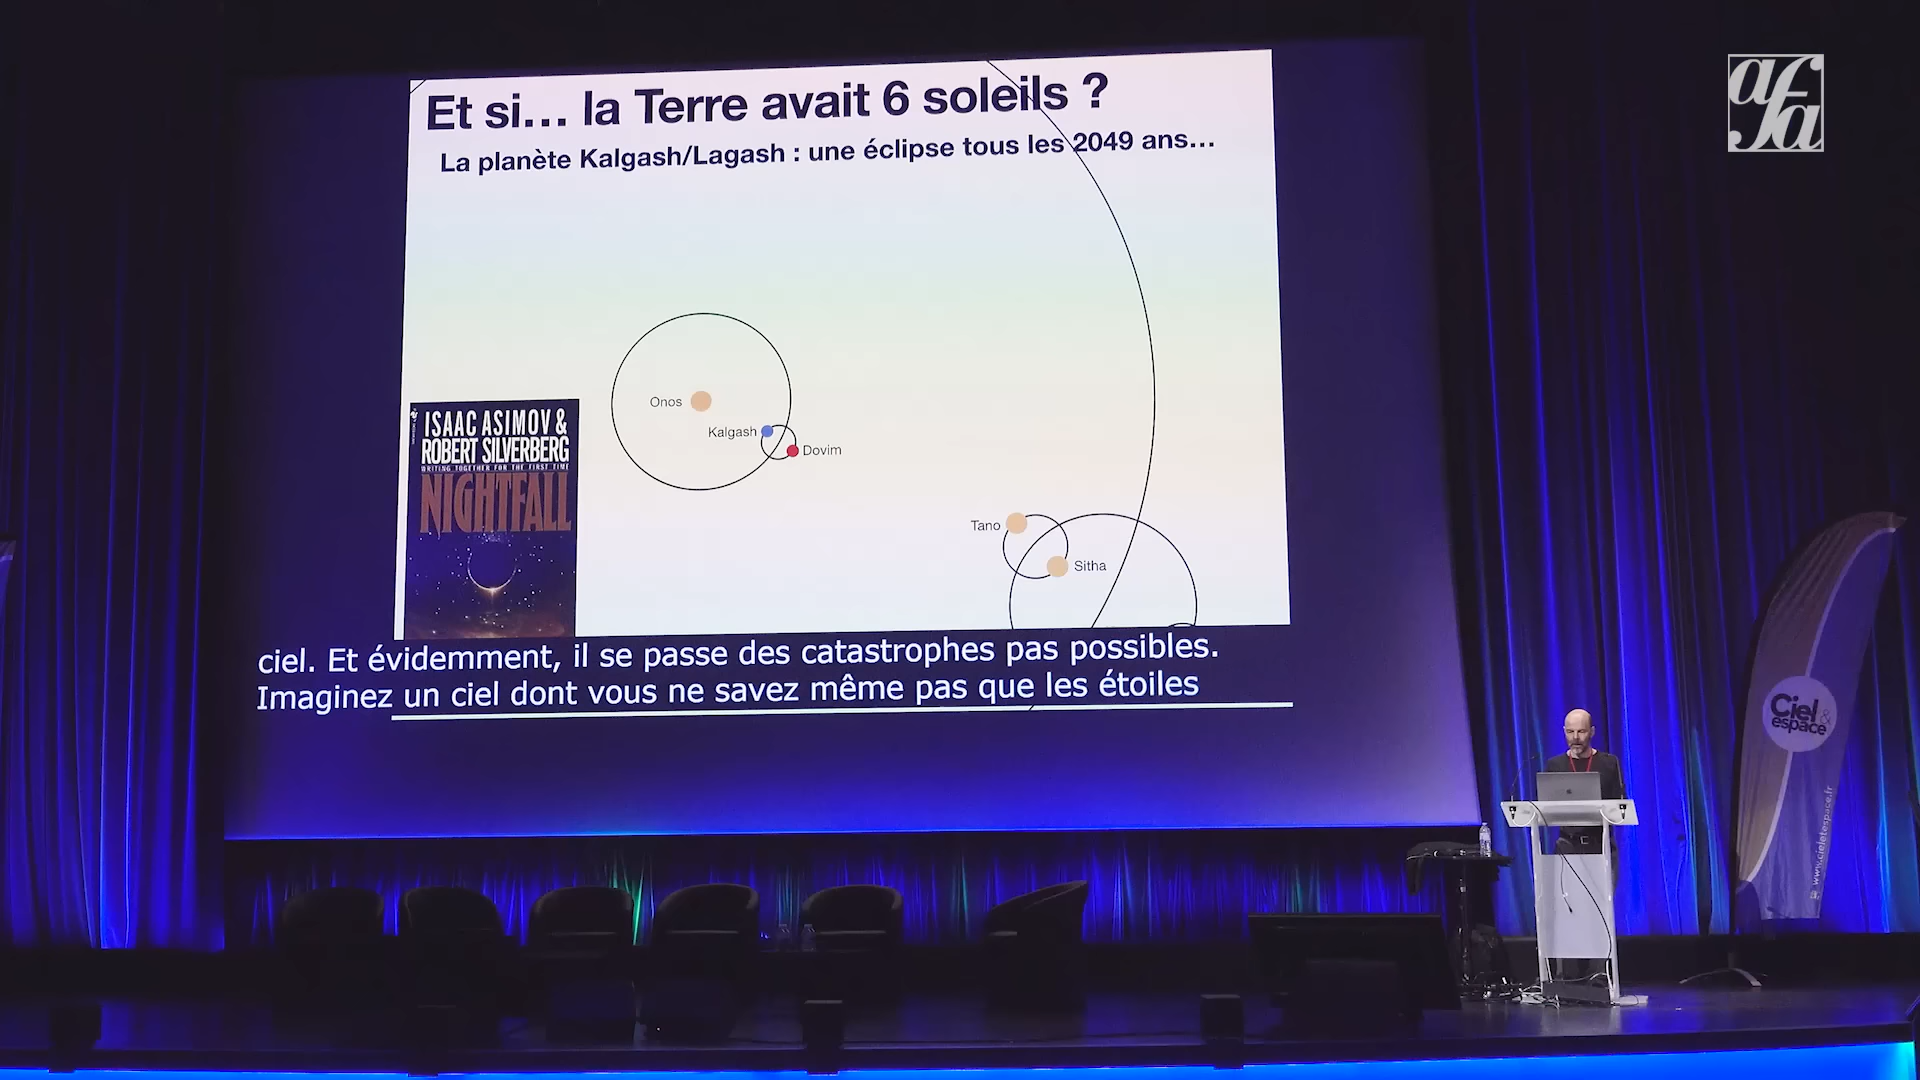 afa
Et si... la Terre avait 6 soleils ?
La planète Kalgash/Lagash : une éclipse tous les 2049 ans...
Onos
Kalgash
Dovim
Tano
Sitha
ISAAC ASIMOV &
ROBERT SILVERBERG
WRITING TOGETHER FOR THE FIRST TIME
NIGHTFALL
ciel. Et évidemment, il se passe des catastrophes pas possibles.
Imaginez un ciel dont vous ne savez même pas que les étoiles
Ciel &
espace
www.cieletespace.fr